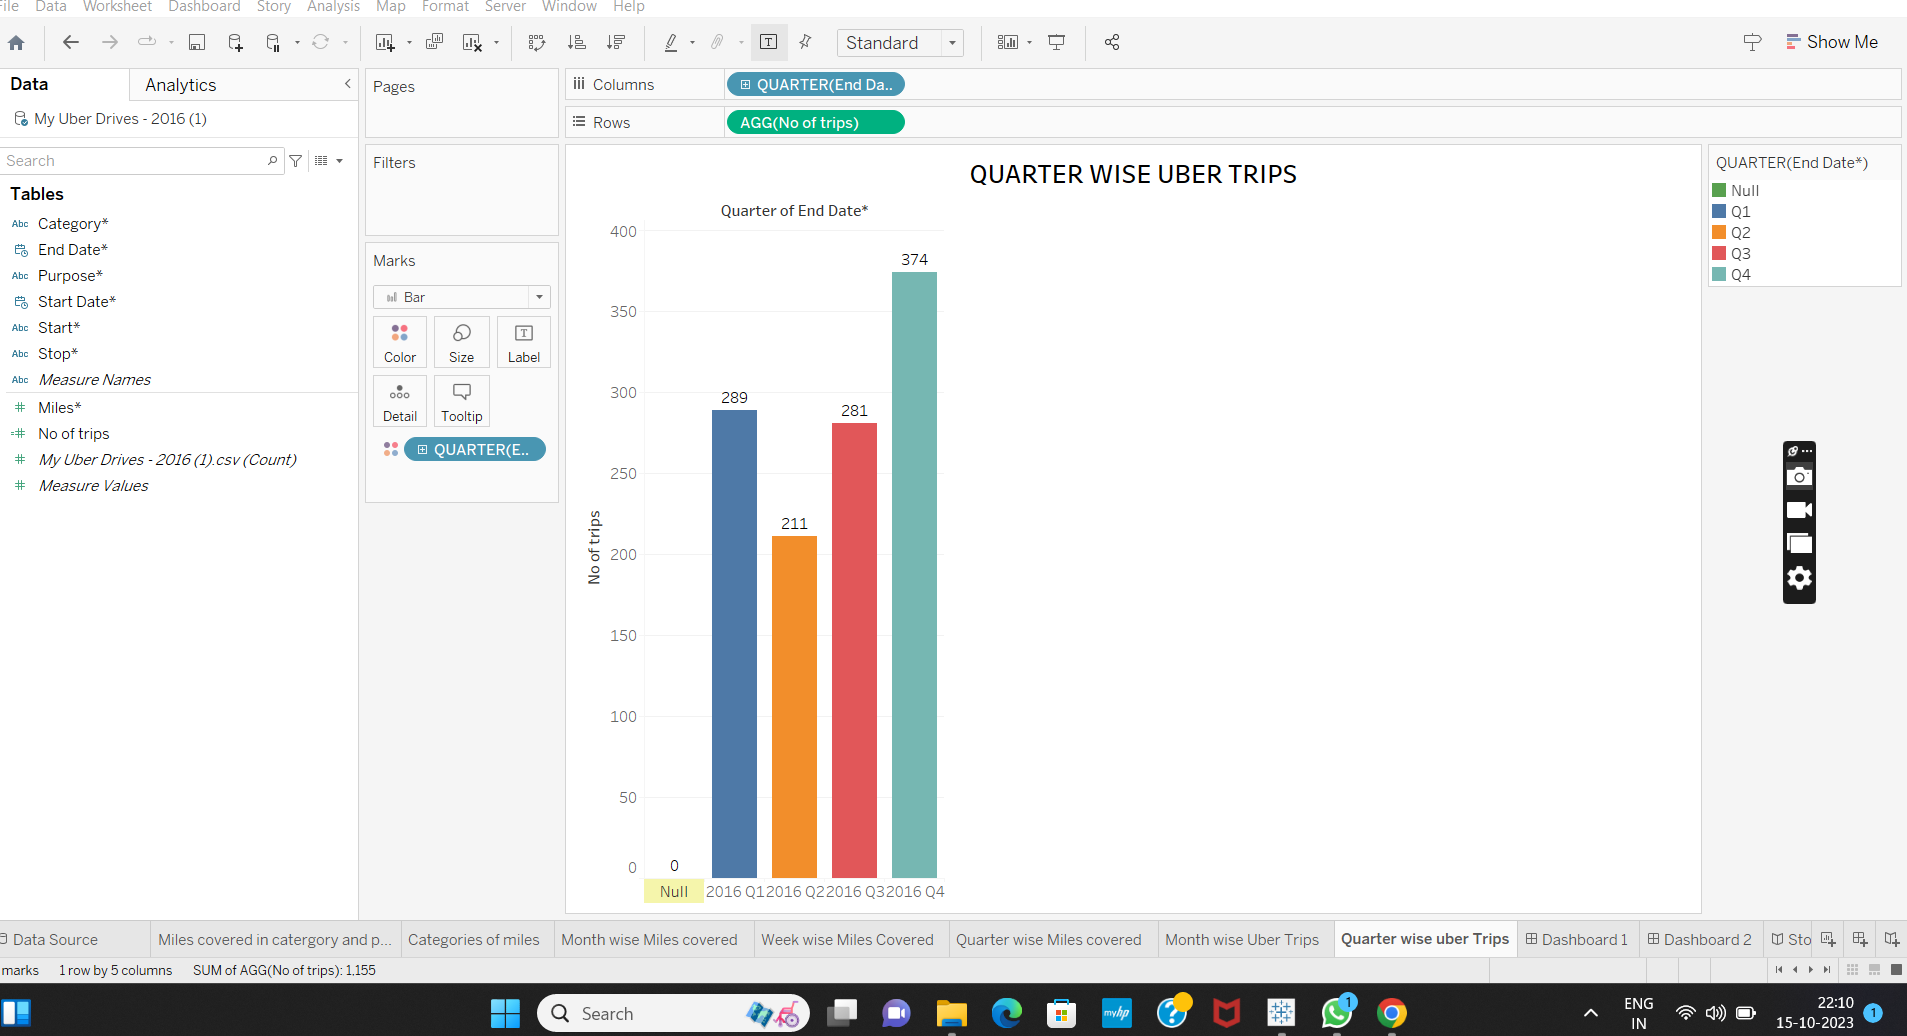 File Data Worksheet Dashboard Story Analysis Map Format Server Window Help
Standard
Show Me
Data
Analytics
My Uber Drives - 2016 (1)
Search
Tables
Abc Category*
End Date*
Abc Purpose*
Start Date*
Abc Start*
Abc Stop*
Abc Measure Names
Miles*
No of trips
My Uber Drives - 2016 (1).csv (Count)
Measure Values
Pages
Filters
Marks
Bar
Color
Size
Label
Detail
Tooltip
QUARTER(E..
Columns
QUARTER(End Da..
Rows
AGG(No of trips)
QUARTER WISE UBER TRIPS
Quarter of End Date*
No of trips
400
350
300
250
200
150
100
50
0
0
289
211
281
374
Null
2016 Q1
2016 Q2
2016 Q3
2016 Q4
QUARTER(End Date*)
Null
Q1
Q2
Q3
Q4
Data Source
Miles covered in catergory and p...
Categories of miles
Month wise Miles covered
Week wise Miles Covered
Quarter wise Miles covered
Month wise Uber Trips
Quarter wise uber Trips
Dashboard 1
Dashboard 2
Sto
marks 1 row by 5 columns SUM of AGG(No of trips): 1,155
Search
myhp
1
ENG
IN
22:10
15-10-2023
1